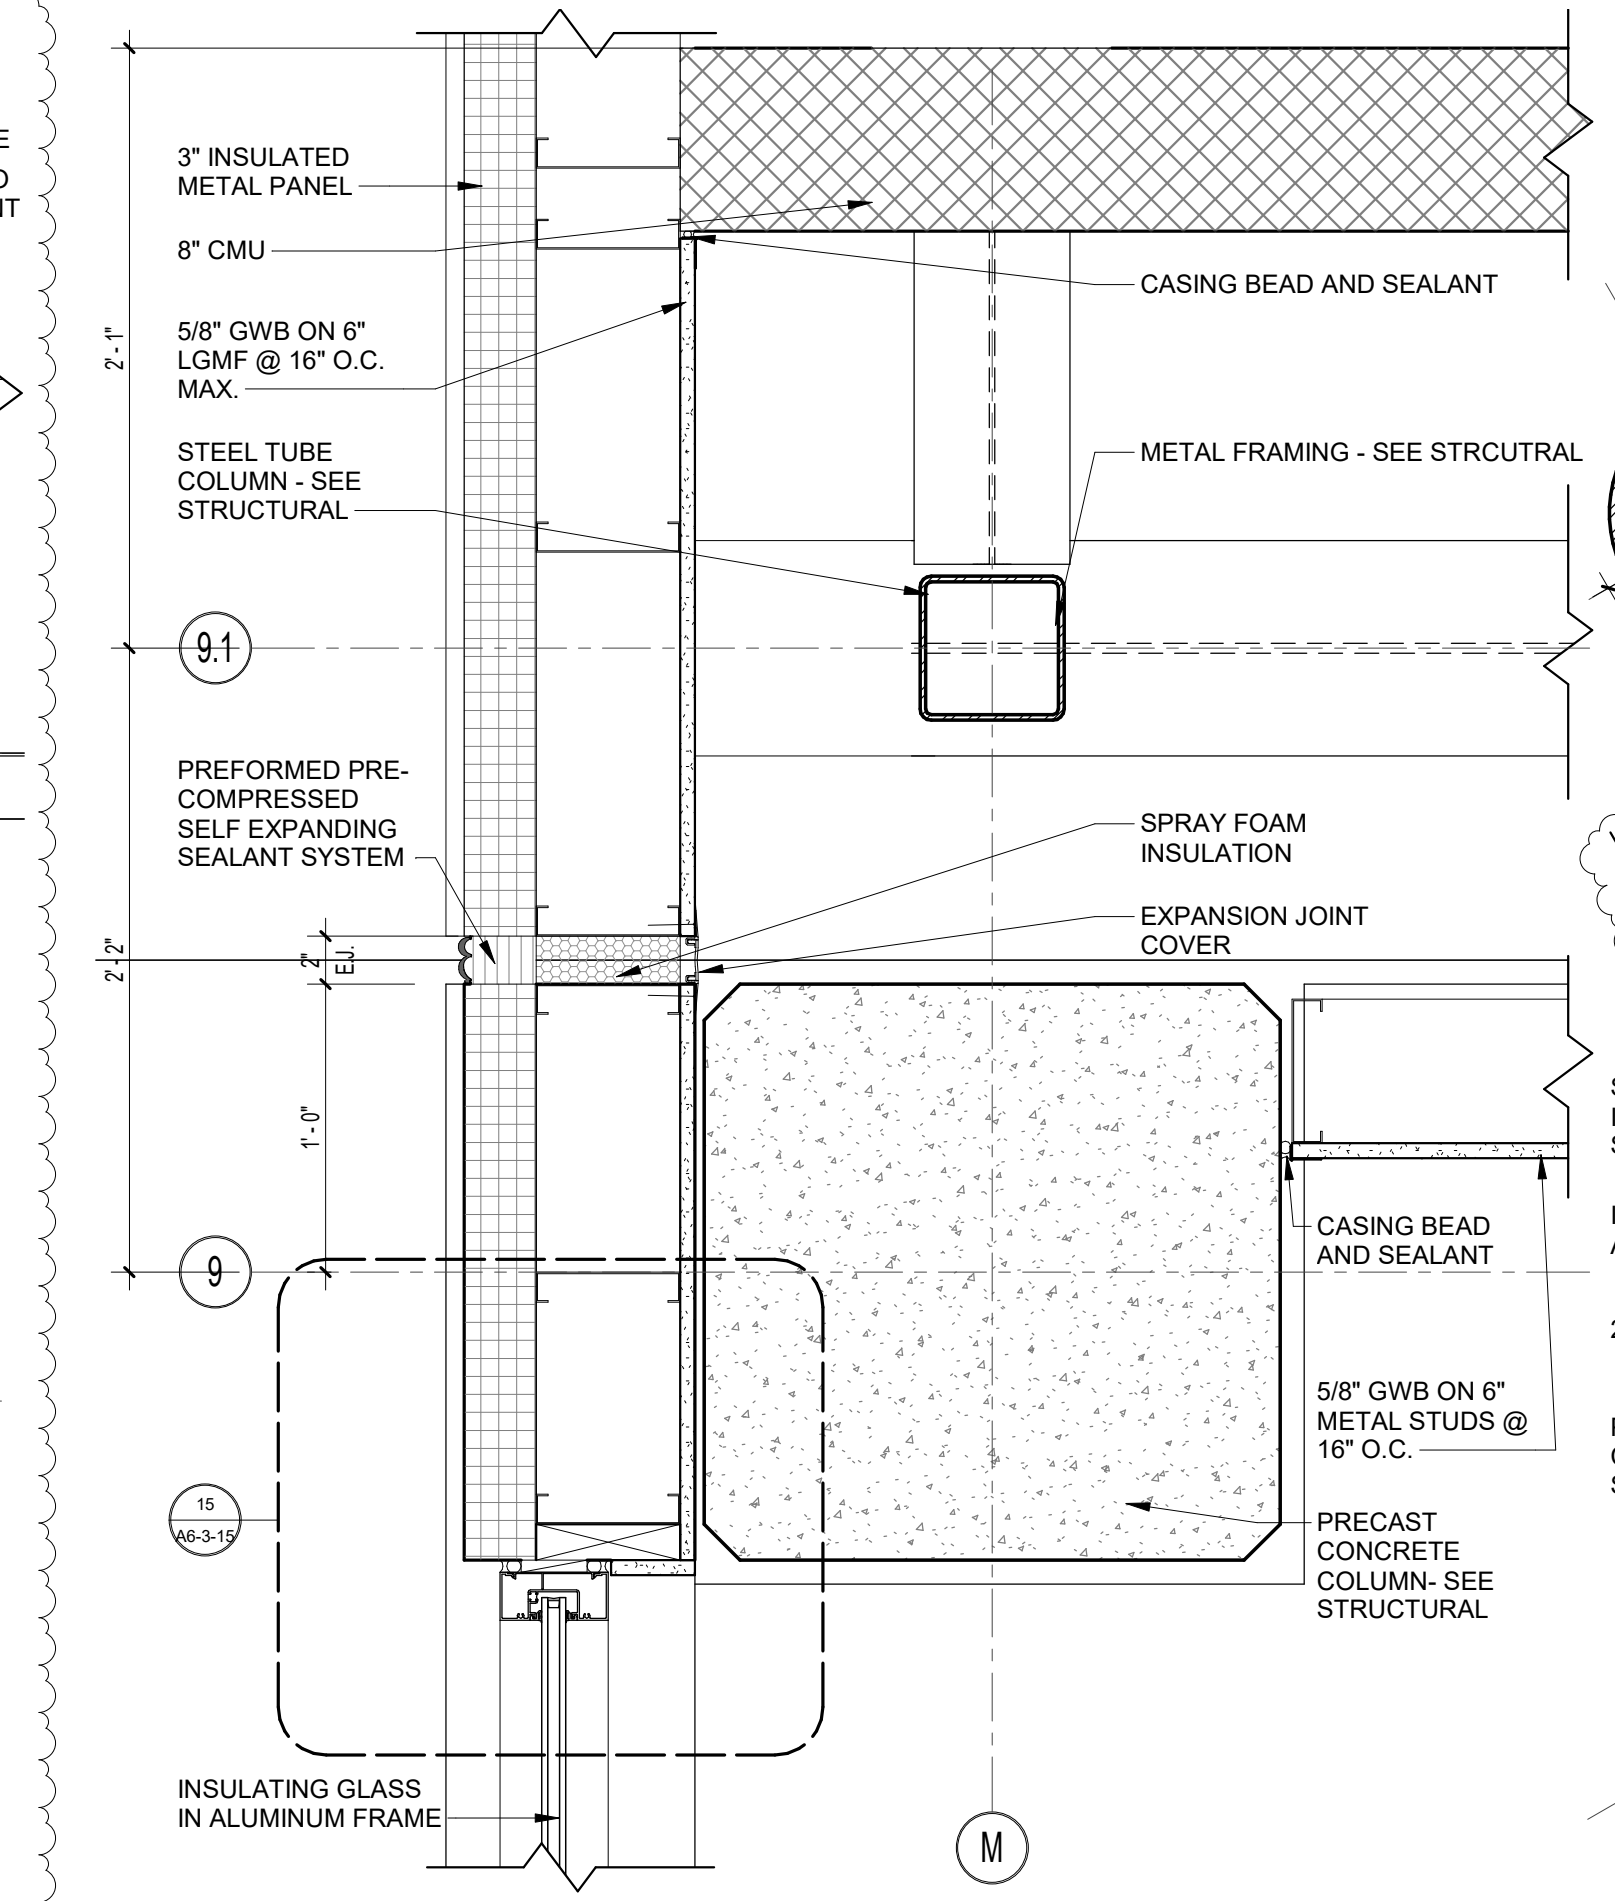 3" INSULATED
METAL PANEL
8" CMU
5/8" GWB ON 6"
LGMF @ 16" O.C.
MAX.
STEEL TUBE
COLUMN - SEE
STRUCTURAL
2' - 1"
9.1
PREFORMED PRE-
COMPRESSED
SELF EXPANDING
SEALANT SYSTEM
2' - 2"
2"
E.J.
1' - 0"
9
15
A6-3-15
INSULATING GLASS
IN ALUMINUM FRAME
CASING BEAD AND SEALANT
METAL FRAMING - SEE STRCUTRAL
SPRAY FOAM
INSULATION
EXPANSION JOINT
COVER
CASING BEAD
AND SEALANT
5/8" GWB ON 6"
METAL STUDS @
16" O.C.
PRECAST
CONCRETE
COLUMN- SEE
STRUCTURAL
M